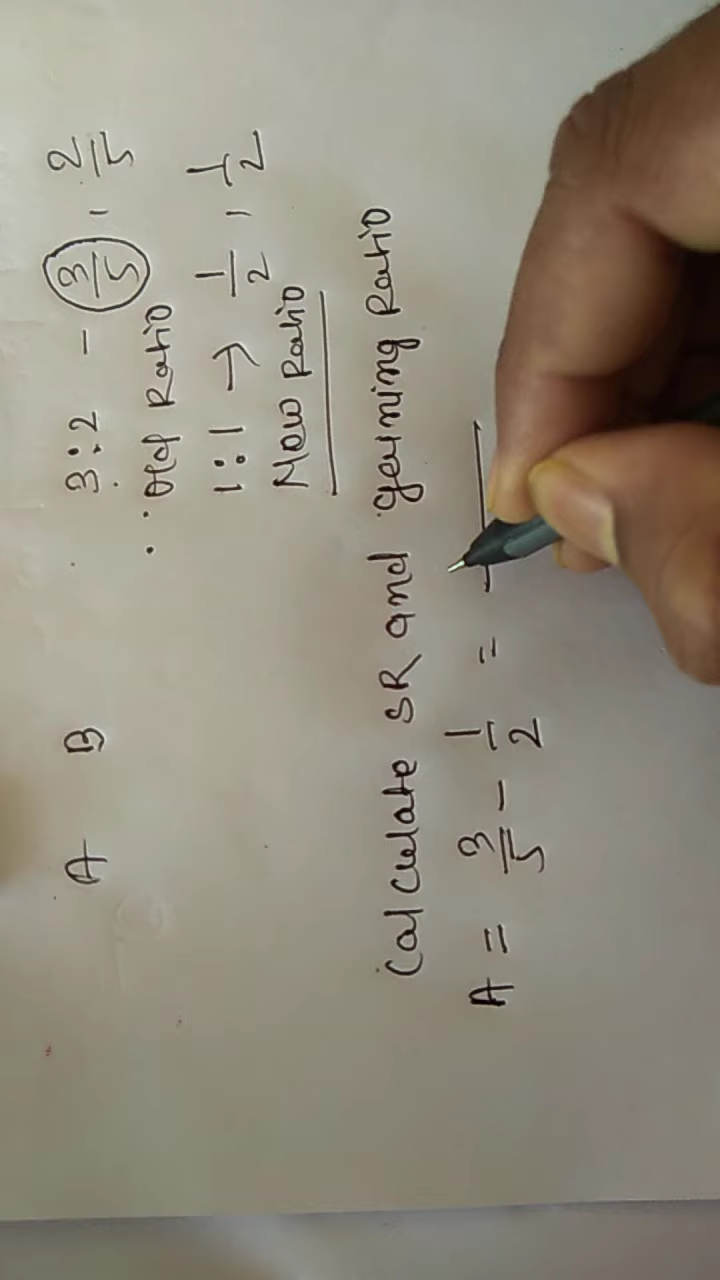 A B 3:2 - 3/5, 2/5
Old Ratio
1:1 → 1/2, 1/2
New Ratio
Calculate SR and gaining Ratio
A = 3/5 - 1/2 =